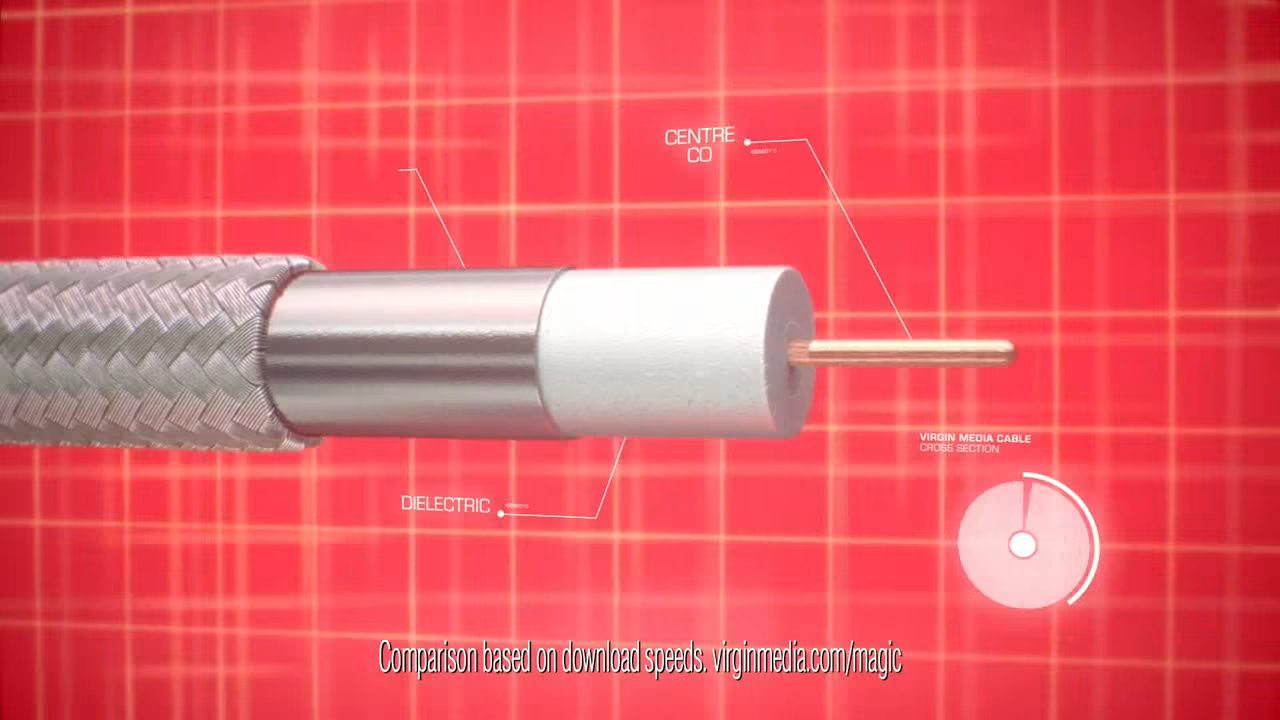 CENTRE
CO
VIRGIN MEDIA CABLE
CROSS SECTION
DIELECTRIC
Comparison based on download speeds. virginmedia.com/magic